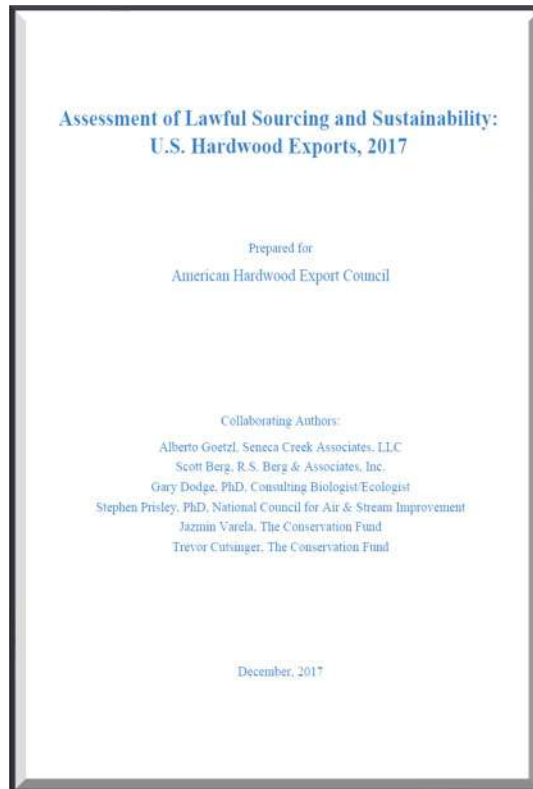 Assessment of Lawful Sourcing and Sustainability:
U.S. Hardwood Exports, 2017
Prepared for
American Hardwood Export Council
Collaborating Authors:
Alberto Goetzl, Seneca Creek Associates, LLC
Scott Berg, R.S. Berg & Associates, Inc.
Gary Dodge, PhD, Consulting Biologist/Ecologist
Stephen Prisley, PhD, National Council for Air & Stream Improvement
Jazmin Varela, The Conservation Fund
Trevor Cutsinger, The Conservation Fund
December, 2017